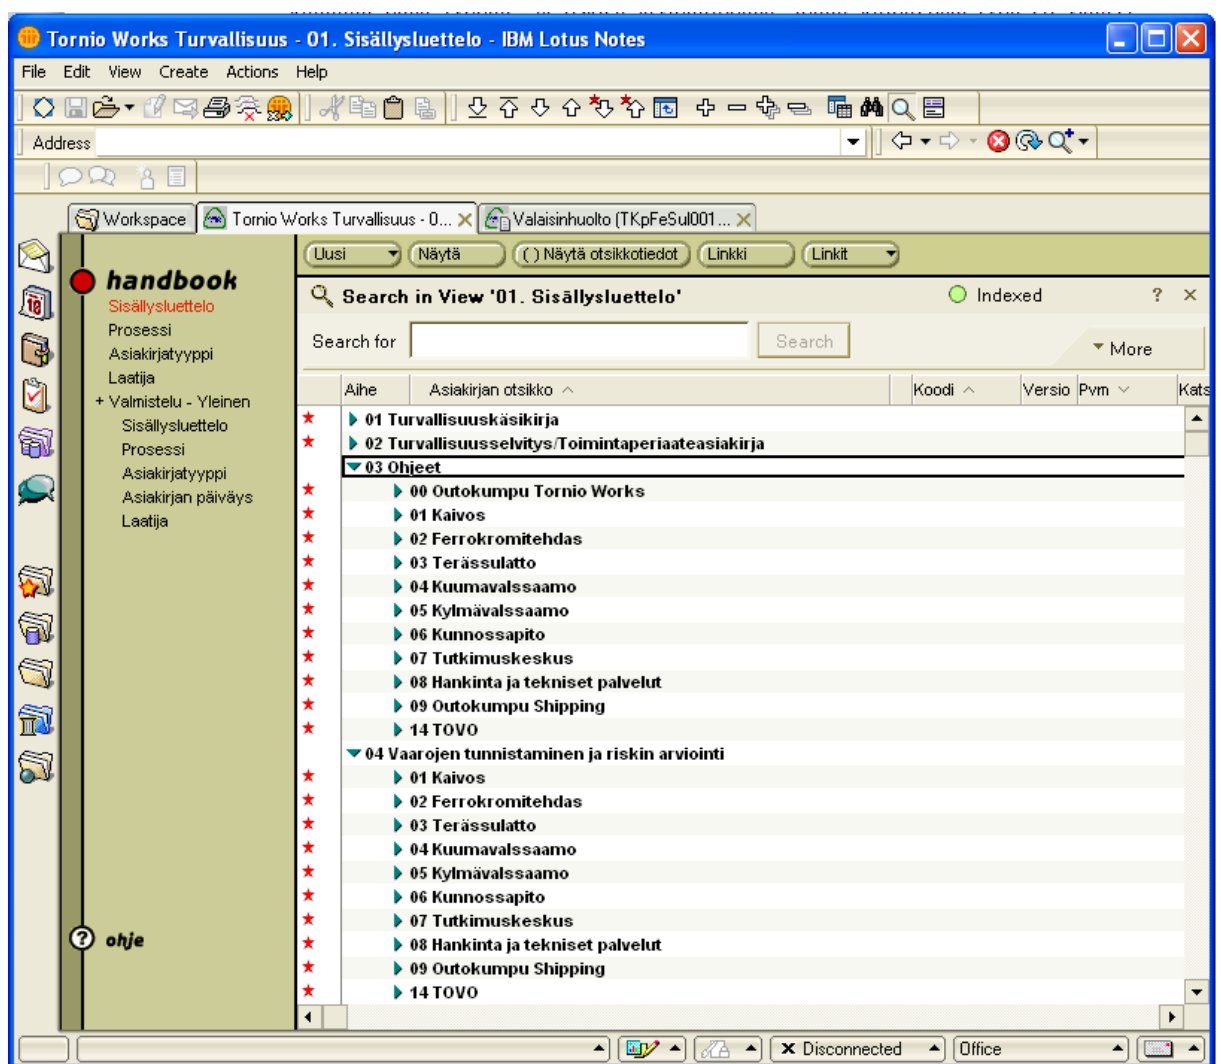 Tornio Works Turvallisuus - 01. Sisällysluettelo - IBM Lotus Notes
File Edit View Create Actions Help
Address
Workspace Tornio Works Turvallisuus - 0... Valaisinhuolto (TKpFeSul001 ...
Uusi Näytä ( ) Näytä otsikkotiedot Linkki Linkit
handbook
Sisällysluettelo
Prosessi
Asiakirjatyyppi
Laatija
+ Valmistelu - Yleinen
Sisällysluettelo
Prosessi
Asiakirjatyyppi
Asiakirjan päiväys
Laatija
? ohje
Search in View '01. Sisällysluettelo' Indexed ? ×
Search for Search More
Aihe Asiakirjan otsikko Koodi Versio Pvm Kats
01 Turvallisuuskäsikirja
02 Turvallisuusselvitys/Toimintaperiaateasiakirja
03 Ohjeet
00 Outokumpu Tornio Works
01 Kaivos
02 Ferrokromitehdas
03 Terässulatto
04 Kuumavalssaamo
05 Kylmävalssaamo
06 Kunnossapito
07 Tutkimuskeskus
08 Hankinta ja tekniset palvelut
09 Outokumpu Shipping
14 TOVO
04 Vaarojen tunnistaminen ja riskin arviointi
01 Kaivos
02 Ferrokromitehdas
03 Terässulatto
04 Kuumavalssaamo
05 Kylmävalssaamo
06 Kunnossapito
07 Tutkimuskeskus
08 Hankinta ja tekniset palvelut
09 Outokumpu Shipping
14 TOVO
Disconnected Office